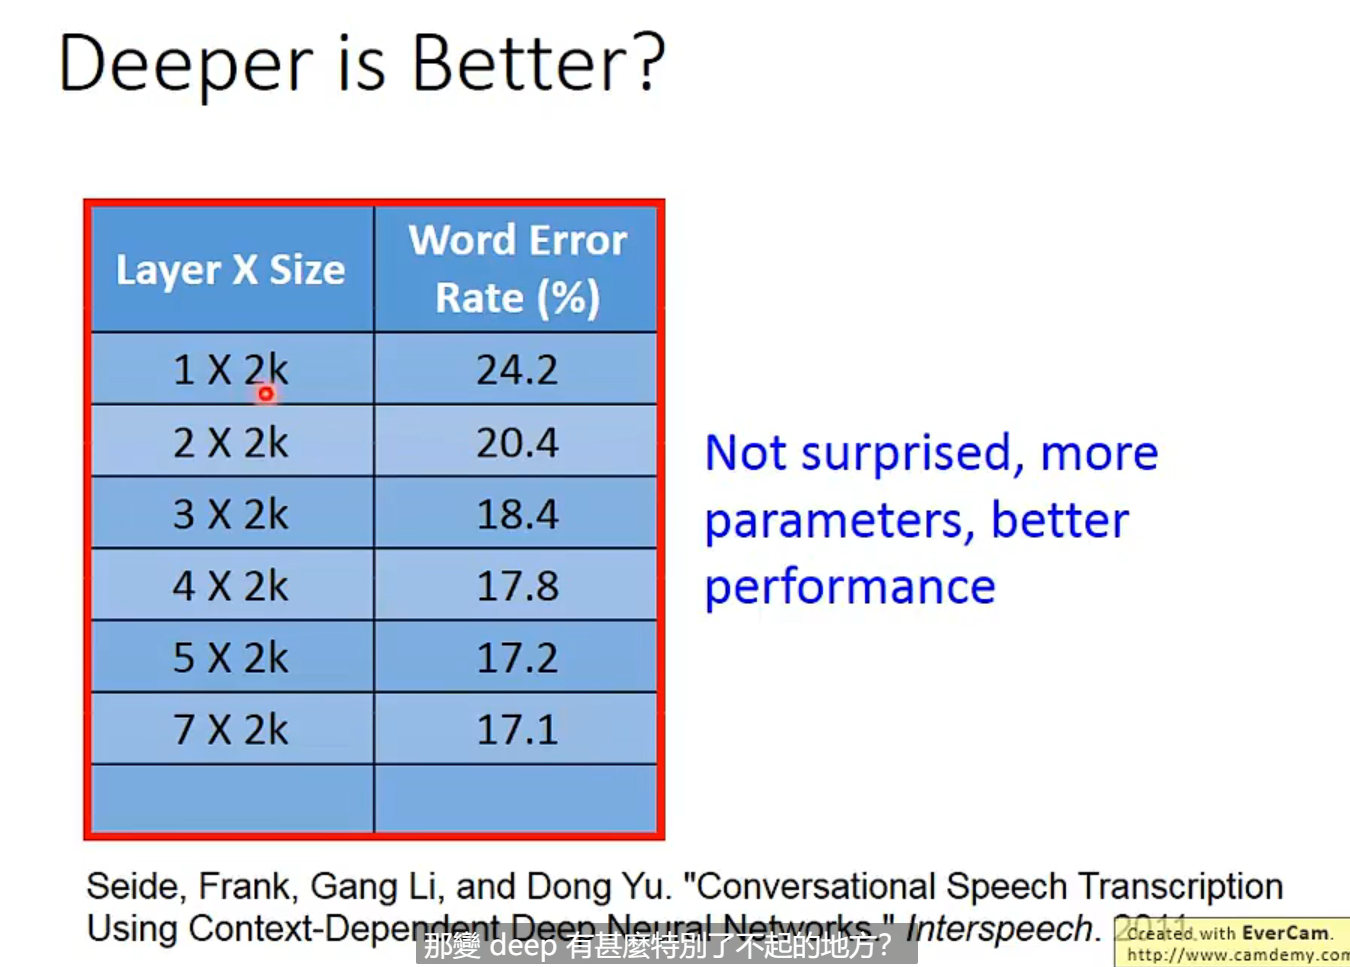 Deeper is Better?
Layer X Size
Word Error
Rate (%)
1 X 2k
24.2
2 X 2k
20.4
3 X 2k
18.4
4 X 2k
17.8
5 X 2k
17.2
7 X 2k
17.1
Not surprised, more
parameters, better
performance
Seide, Frank, Gang Li, and Dong Yu. "Conversational Speech Transcription
Using Context-Dependent Deep Neural Networks." Interspeech. 2011.
那變 deep 有甚麼特別了不起的地方?
Created with EverCam.
http://www.camdemy.com